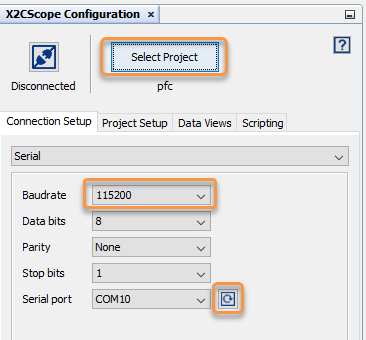 X2CScope Configuration ×
Select Project
?
Disconnected
pfc
Connection Setup Project Setup Data Views Scripting
Serial
Baudrate 115200
Data bits 8
Parity None
Stop bits 1
Serial port COM10